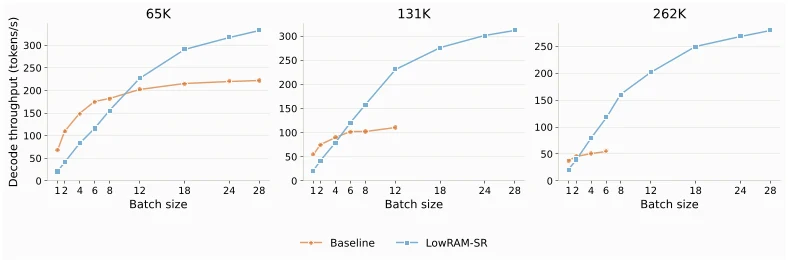 65K
131K
262K
Decode throughput (tokens/s)
300
250
200
150
100
50
0
1 2 4 6 8 12 18 24 28
Batch size
300
250
200
150
100
50
0
1 2 4 6 8 12 18 24 28
Batch size
250
200
150
100
50
0
1 2 4 6 8 12 18 24 28
Batch size
Baseline
LowRAM-SR